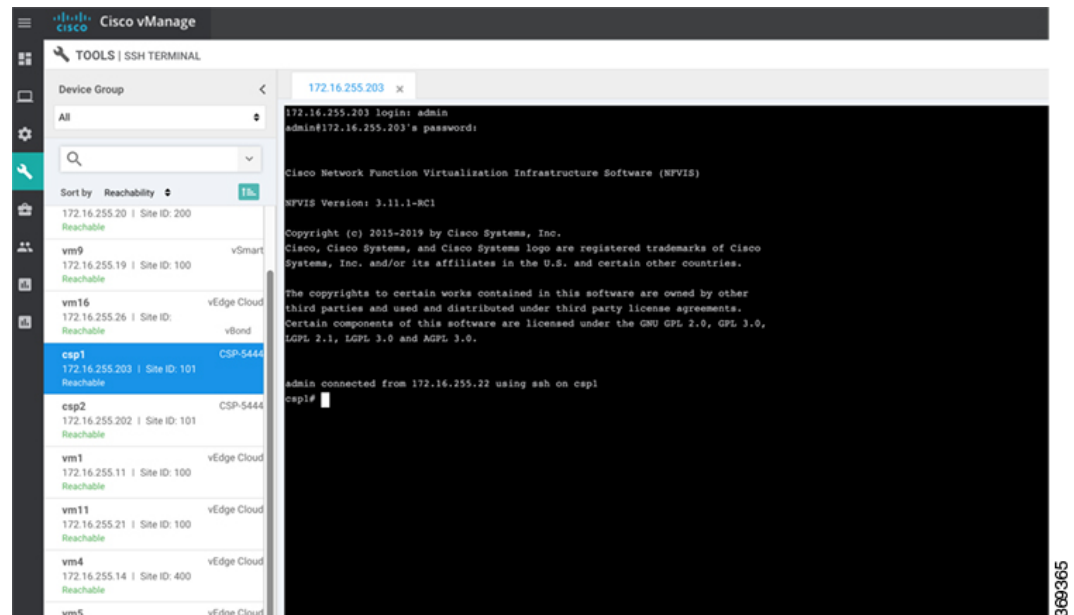 cisco Cisco vManage
TOOLS | SSH TERMINAL
Device Group
All
Sort by Reachability
172.16.255.20 | Site ID: 200
Reachable
vm9 vSmart
172.16.255.19 | Site ID: 100
Reachable
vm16 vEdge Cloud
172.16.255.26 | Site ID:
Reachable vBond
csp1 CSP-5444
172.16.255.203 | Site ID: 101
Reachable
csp2 CSP-5444
172.16.255.202 | Site ID: 101
Reachable
vm1 vEdge Cloud
172.16.255.11 | Site ID: 100
Reachable
vm11 vEdge Cloud
172.16.255.21 | Site ID: 100
Reachable
vm4 vEdge Cloud
172.16.255.14 | Site ID: 400
Reachable
vm5 vEdge Cloud
172.16.255.203 x
172.16.255.203 login: admin
admin@172.16.255.203's password:
Cisco Network Function Virtualization Infrastructure Software (NFVIS)
NFVIS Version: 3.11.1-RC1
Copyright (c) 2015-2019 by Cisco Systems, Inc.
Cisco, Cisco Systems, and Cisco Systems logo are registered trademarks of Cisco
Systems, Inc. and/or its affiliates in the U.S. and certain other countries.
The copyrights to certain works contained in this software are owned by other
third parties and used and distributed under third party license agreements.
Certain components of this software are licensed under the GNU GPL 2.0, GPL 3.0,
LGPL 2.1, LGPL 3.0 and AGPL 3.0.
admin connected from 172.16.255.22 using ssh on csp1
csp1#
369365